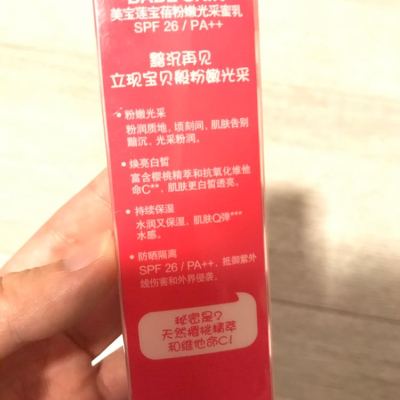 美宝莲宝蓓粉嫩光采蜜乳
SPF 26 / PA++
黯沉再见
立现宝贝般粉嫩光采
• 粉嫩光采
粉润质地，顷刻间，肌肤告别
黯沉，光采粉润。
• 焕亮白皙
富含樱桃精萃和抗氧化维他
命C**，肌肤更白皙透亮。
• 持续保湿
水润又保湿，肌肤Q弹***
水感。
• 防晒隔离
SPF 26 / PA++，抵御紫外
线伤害和外界侵袭。
秘密是?
天然樱桃精萃
和维他命C!